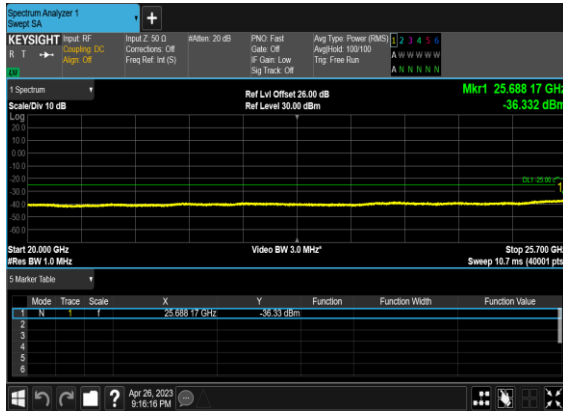 Spectrum Analyzer 1
Swept SA
KEYSIGHT
R T
Input: RF
Coupling: DC
Align: Off
Input Z: 50 Ω
Corrections: Off
Freq Ref: Int (S)
#Atten: 20 dB
PNO: Fast
Gate: Off
IF Gain: Low
Sig Track: Off
Avg Type: Power (RMS)
Avg|Hold: 100/100
Trig: Free Run
1 2 3 4 5 6
A W W W W W
A N N N N N
1 Spectrum
Scale/Div 10 dB
Log
Ref Lvl Offset 26.00 dB
Ref Level 30.00 dBm
Mkr1 25.688 17 GHz
-36.332 dBm
20.0
10.0
0.00
-10.0
-20.0
-30.0
-40.0
-50.0
-60.0
DL1 -25.00
1
Start 20.000 GHz
#Res BW 1.0 MHz
Video BW 3.0 MHz*
Stop 25.700 GHz
Sweep 10.7 ms (40001 pts)
5 Marker Table
Mode Trace Scale X Y Function Function Width Function Value
1 N 1 f 25.688 17 GHz -36.33 dBm
2
3
4
5
6
?
Apr 26, 2023
9:16:16 PM